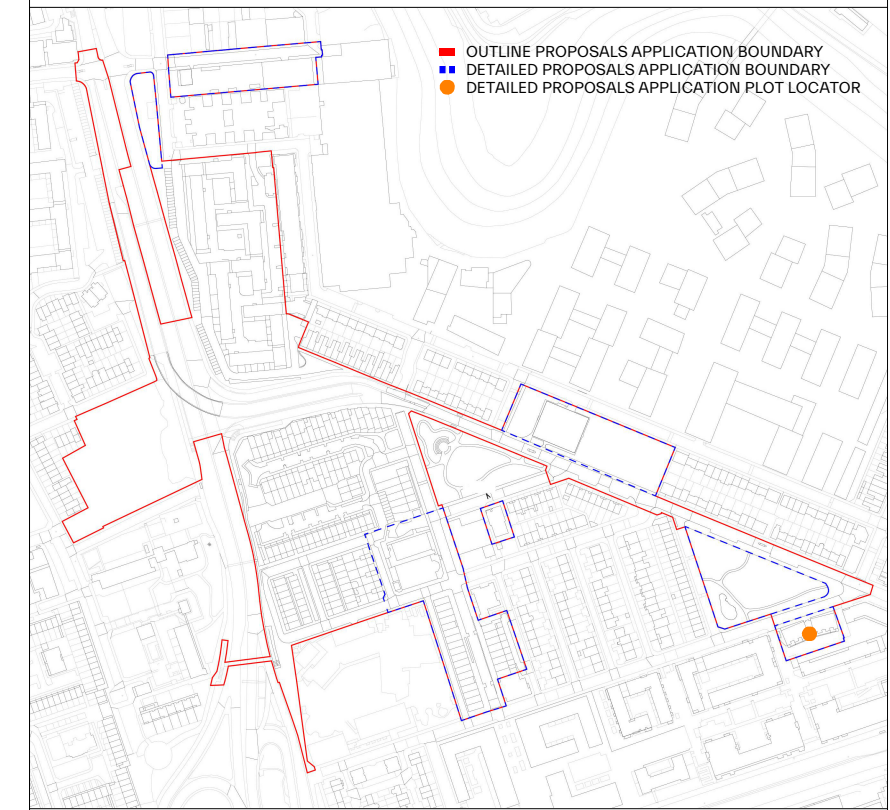 OUTLINE PROPOSALS APPLICATION BOUNDARY
DETAILED PROPOSALS APPLICATION BOUNDARY
DETAILED PROPOSALS APPLICATION PLOT LOCATOR